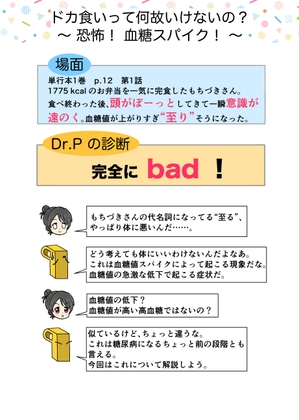 ドカ食いって何故いけないの？
～ 恐怖！ 血糖スパイク！ ～
場面
単行本1巻 p.12 第1話
1775 kcal のお弁当を一気に完食したもちづきさん。
食べ終わった後、頭がぼーっとしてきて一瞬意識が
遠のく。血糖値が上がりすぎ“至り”そうになった。
Dr.P の診断
完全に bad ！
もちづきさんの代名詞になってる“至る”、
やっぱり体に悪いんだ……。
どう考えても体にいいわけないんだよなあ。
これは血糖値スパイクによって起こる現象だな。
血糖値の急激な低下で起こる症状だ。
血糖値の低下？
血糖値が高い高血糖ではないの？
似ているけど、ちょっと違うな。
これは糖尿病になるちょっと前の段階とも
言える。
今回はこれについて解説しよう。